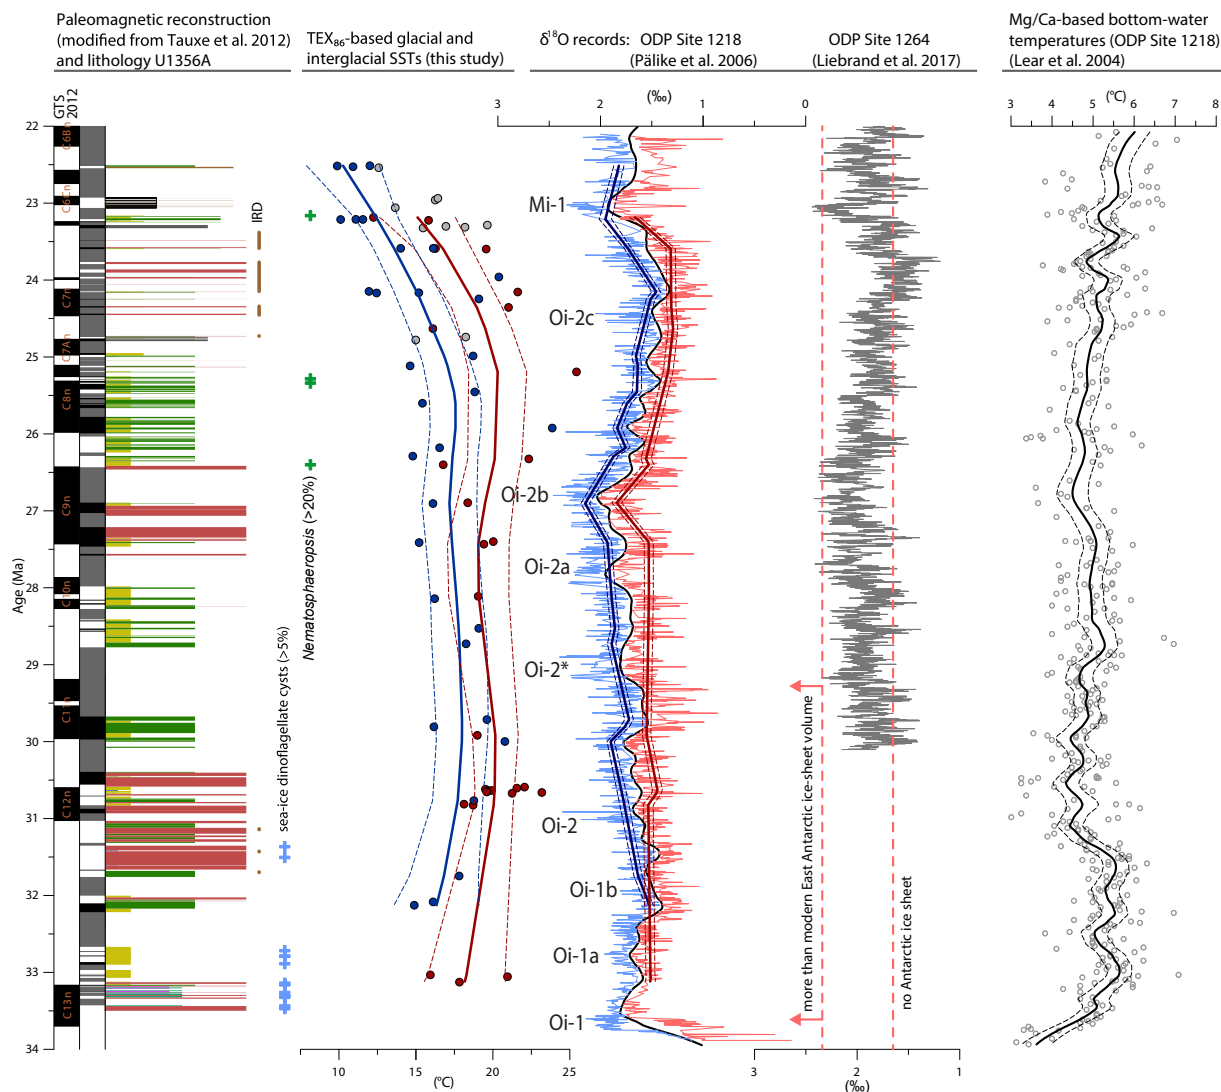 Paleomagnetic reconstruction
(modified from Tauxe et al. 2012)
and lithology U1356A
TEX86-based glacial and
interglacial SSTs (this study)
δ18O records: ODP Site 1218
(Pälike et al. 2006)
ODP Site 1264
(Liebrand et al. 2017)
Mg/Ca-based bottom-water
temperatures (ODP Site 1218)
(Lear et al. 2004)
GTS
2012
3 2 (‰) 1 0
(°C)
3 4 5 6 7 8
Age (Ma)
22
23
24
25
26
27
28
29
30
31
32
33
34
C6Bn
C6Cn
C7n
C7An
C8n
C9n
C10n
C11n
C12n
C13n
IRD
sea-ice dinoflagellate cysts (>5%)
Nematosphaeropsis (>20%)
Mi-1
Oi-2c
Oi-2b
Oi-2a
Oi-2*
Oi-2
Oi-1b
Oi-1a
Oi-1
more than modern East Antarctic ice-sheet volume
no Antarctic ice sheet
10 15 20 25
(°C)
3 2 1
(‰)